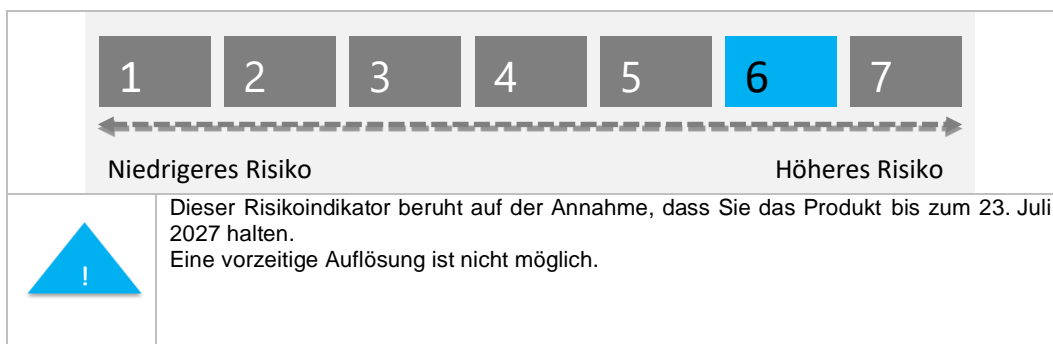 1 2 3 4 5 6 7
Niedrigeres Risiko Höheres Risiko
Dieser Risikoindikator beruht auf der Annahme, dass Sie das Produkt bis zum 23. Juli
2027 halten.
Eine vorzeitige Auflösung ist nicht möglich.
!